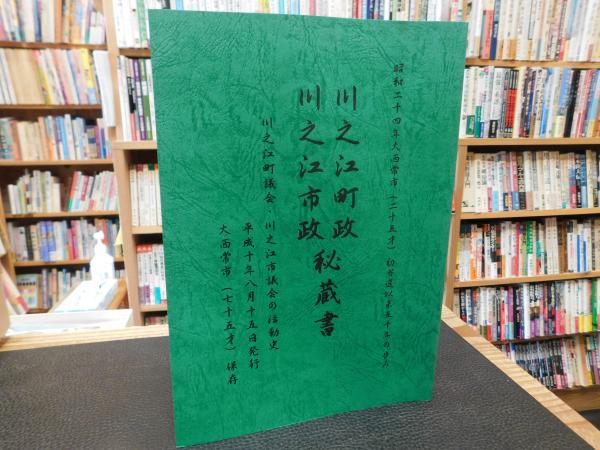 昭和二十四年大西常市(二十五才)初当選以来五十年の歩み
川之江町政
川之江市政
秘蔵書
川之江町議会・川之江市議会の活動史
平成十年八月十五日発行
大西常市(七十五才)保存